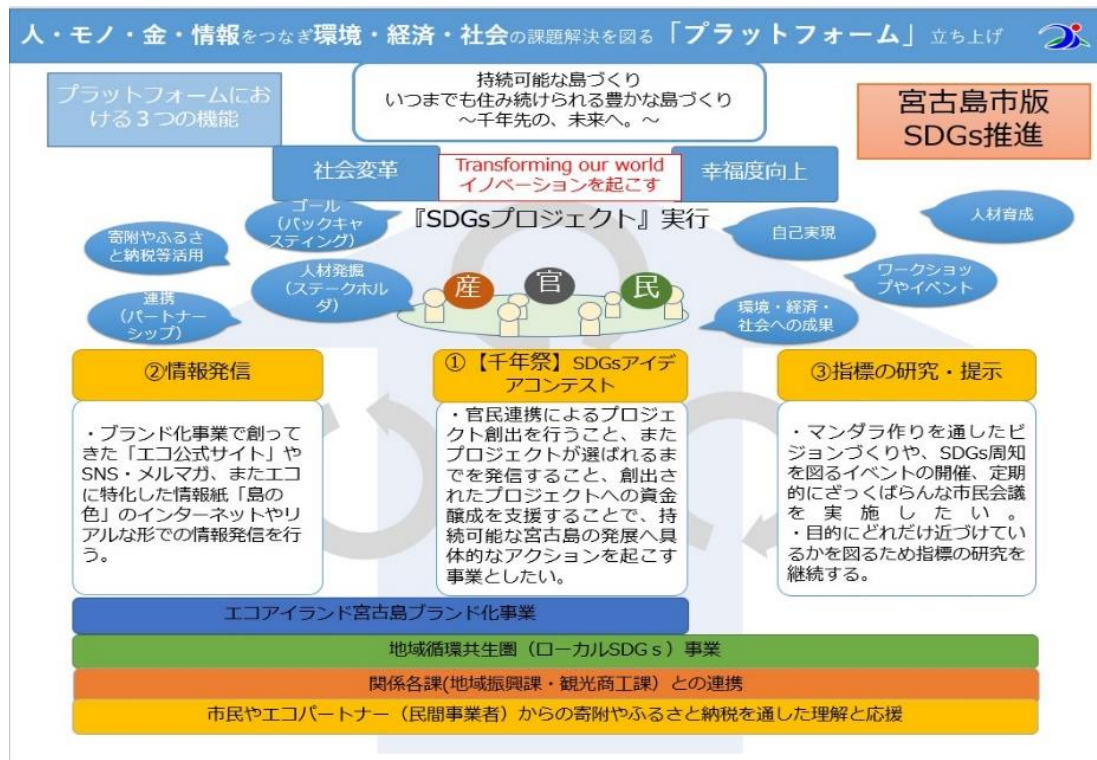 人・モノ・金・情報をつなぎ環境・経済・社会の課題解決を図る「プラットフォーム」立ち上げ
プラットフォームにお
ける３つの機能
持続可能な島づくり
いつまでも住み続けられる豊かな島づくり
～千年先の、未来へ。～
宮古島市版
SDGs推進
社会変革
Transforming our world
イノベーションを起こす
幸福度向上
『SDGsプロジェクト』実行
ゴール
（バックキャ
スティング）
寄附やふるさ
と納税等活用
人材発掘
（ステークホル
ダ）
連携
（パートナー
シップ）
産
官
民
自己実現
人材育成
ワークショッ
プやイベント
環境・経済・
社会への成果
②情報発信
・ブランド化事業で創って
きた「エコ公式サイト」や
SNS・メルマガ、またエコ
に特化した情報紙「島の
色」のインターネットやリ
アルな形での情報発信を行
う。
①【千年祭】SDGsアイデ
アコンテスト
・官民連携によるプロジェ
クト創出を行うこと、また
プロジェクトが選ばれるま
でを発信すること、創出さ
れたプロジェクトへの資金
醸成を支援することで、持
続可能な宮古島の発展へ具
体的なアクションを起こす
事業としたい。
③指標の研究・提示
・マンダラ作りを通したビ
ジョンづくりや、SDGs周知
を図るイベントの開催、定期
的にざっくばらんな市民会議
を実施したい。
・目的にどれだけ近づけてい
るかを図るため指標の研究を
継続する。
エコアイランド宮古島ブランド化事業
地域循環共生圏（ローカルSDGｓ）事業
関係各課(地域振興課・観光商工課）との連携
市民やエコパートナー（民間事業者）からの寄附やふるさと納税を通した理解と応援